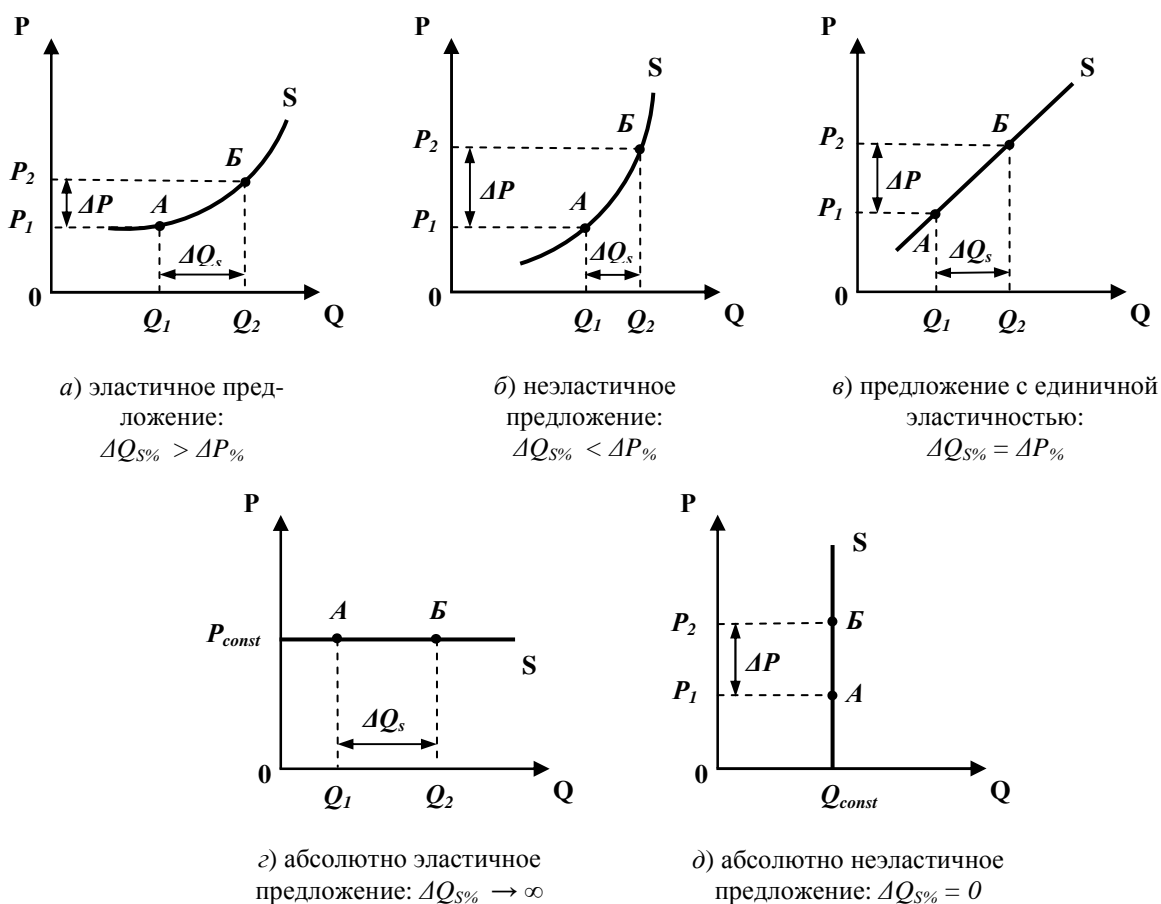 P
S
P2
Б
ΔP
А
P1
ΔQs
0
Q1
Q2
Q
P
S
Б
P2
ΔP
А
P1
ΔQs
0
Q1
Q2
Q
P
S
Б
P2
ΔP
P1
А
ΔQs
0
Q1
Q2
Q
а) эластичное пред-
ложение:
ΔQS% > ΔP%
б) неэластичное
предложение:
ΔQS% < ΔP%
в) предложение с единичной
эластичностью:
ΔQS% = ΔP%
P
А
Б
Pconst
S
ΔQs
0
Q1
Q2
Q
P
S
P2
Б
ΔP
P1
А
0
Qconst
Q
г) абсолютно эластичное
предложение: ΔQS% → ∞
д) абсолютно неэластичное
предложение: ΔQS% = 0